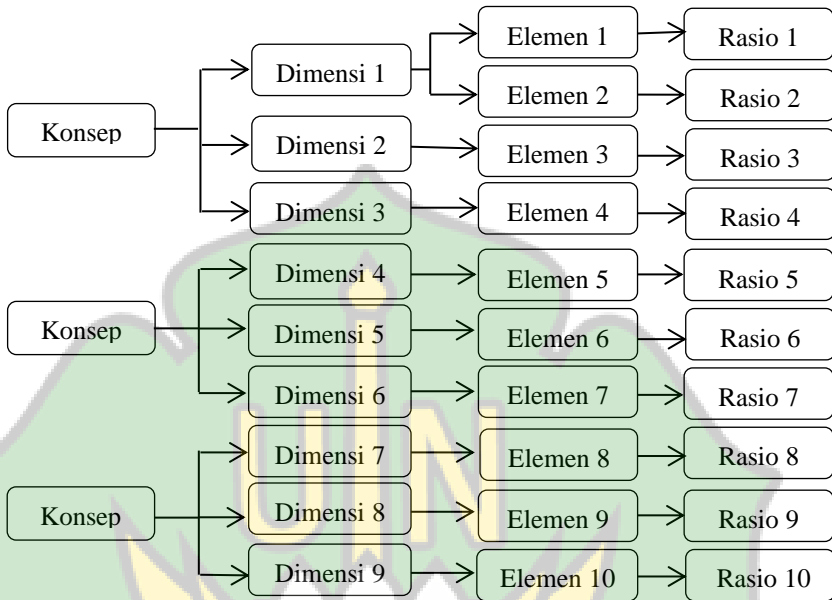 Konsep
Dimensi 1
Elemen 1
Rasio 1
Elemen 2
Rasio 2
Dimensi 2
Elemen 3
Rasio 3
Dimensi 3
Elemen 4
Rasio 4
Konsep
Dimensi 4
Elemen 5
Rasio 5
Dimensi 5
Elemen 6
Rasio 6
Dimensi 6
Elemen 7
Rasio 7
Konsep
Dimensi 7
Elemen 8
Rasio 8
Dimensi 8
Elemen 9
Rasio 9
Dimensi 9
Elemen 10
Rasio 10
UIN